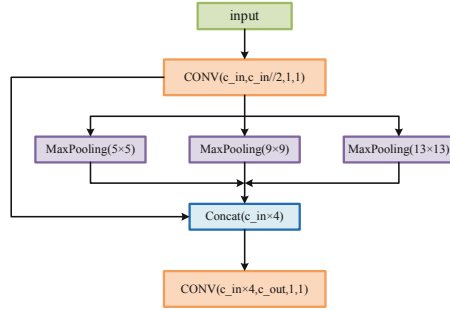 input
CONV(c_in,c_in//2,1,1)
MaxPooling(5×5)
MaxPooling(9×9)
MaxPooling(13×13)
Concat(c_in×4)
CONV(c_in×4,c_out,1,1)